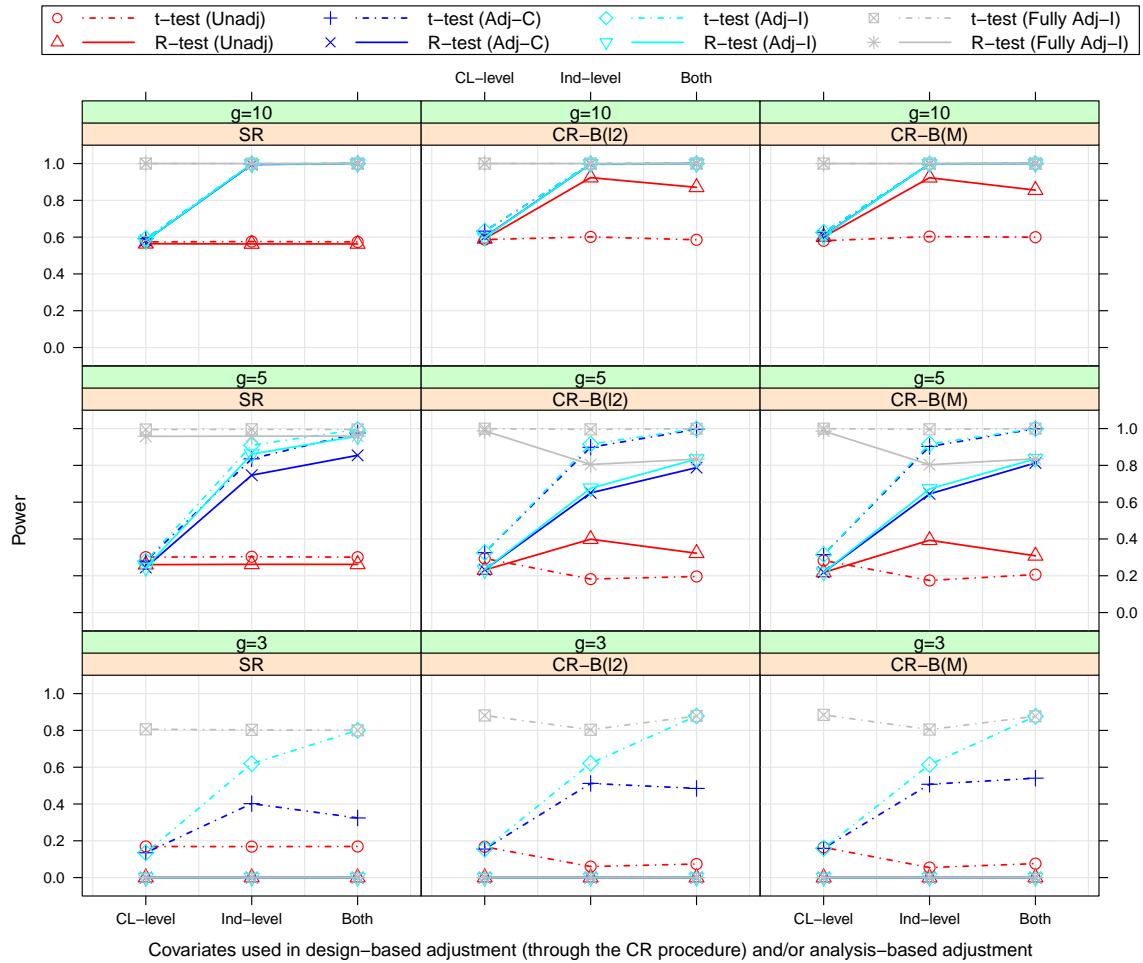 t−test (Unadj) t−test (Adj−C) t−test (Adj−I) t−test (Fully Adj−I)
R−test (Unadj) R−test (Adj−C) R−test (Adj−I) R−test (Fully Adj−I)
CL−level Ind−level Both
g=10 g=10 g=10
SR CR−B(l2) CR−B(M)
1.0
0.8
0.6
0.4
0.2
0.0
g=5 g=5 g=5
SR CR−B(l2) CR−B(M)
1.0
0.8
0.6
0.4
0.2
0.0
Power
g=3 g=3 g=3
SR CR−B(l2) CR−B(M)
1.0
0.8
0.6
0.4
0.2
0.0
CL−level Ind−level Both CL−level Ind−level Both
Covariates used in design−based adjustment (through the CR procedure) and/or analysis−based adjustment